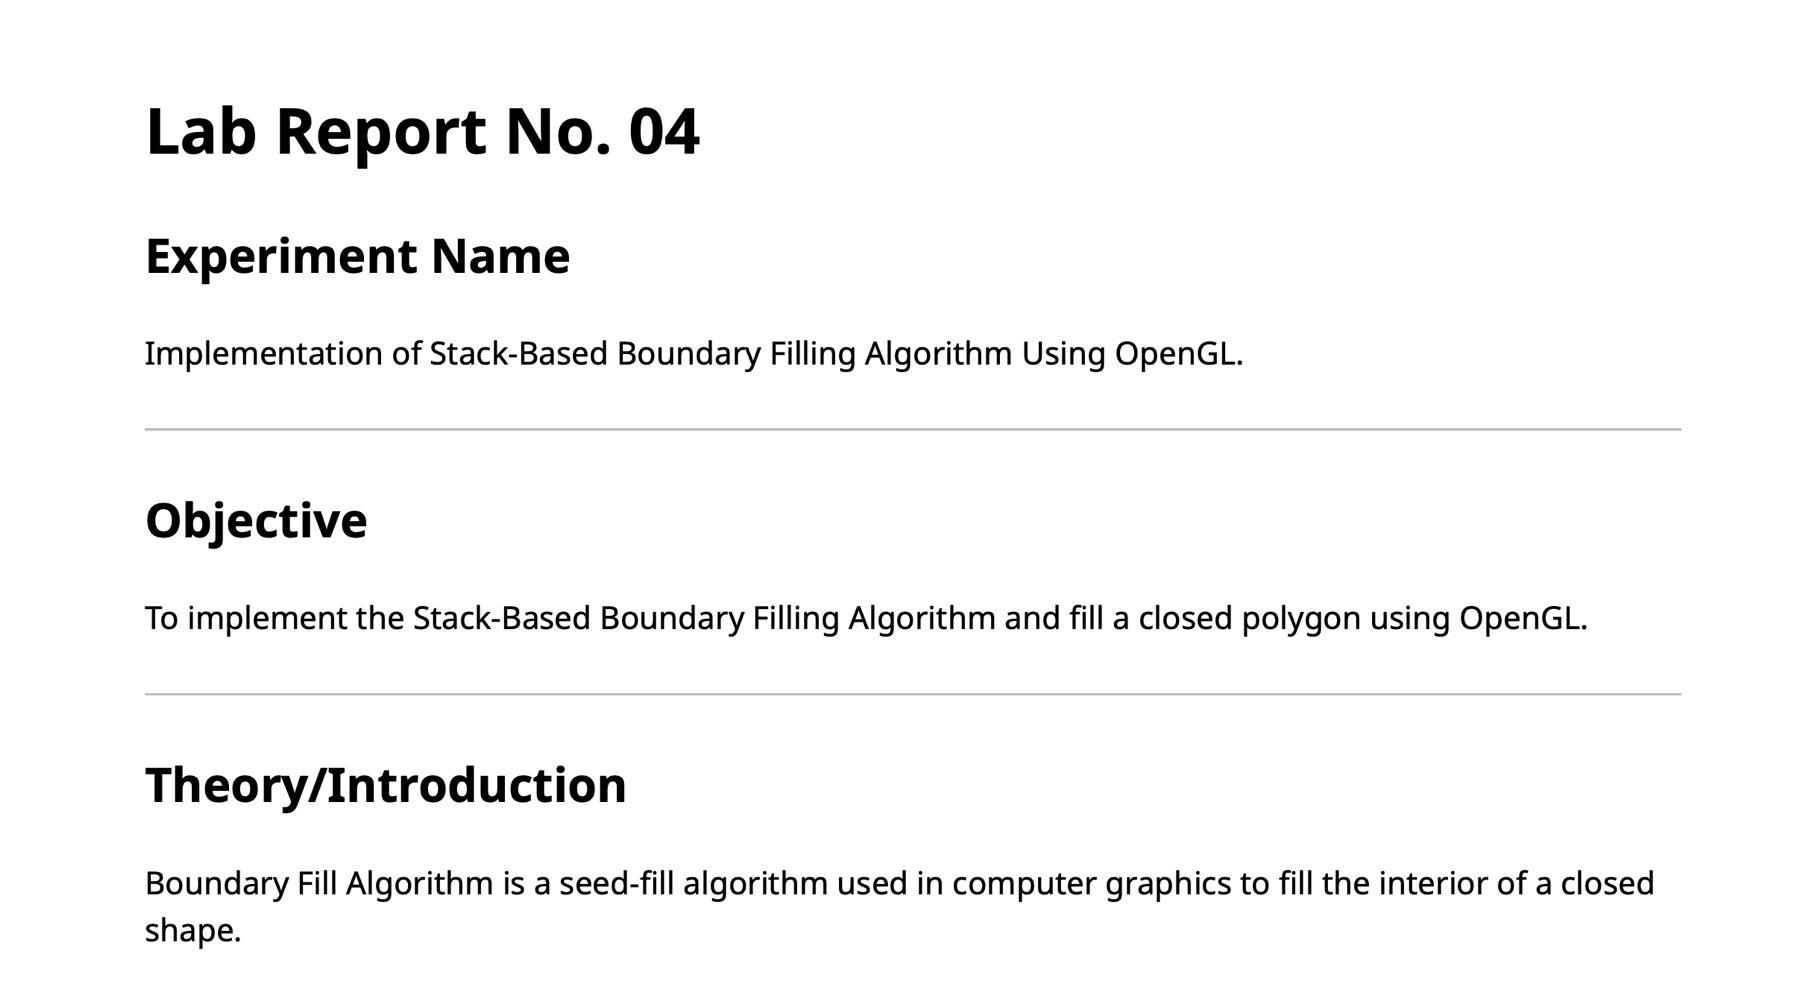 Lab Report No. 04
Experiment Name
Implementation of Stack-Based Boundary Filling Algorithm Using OpenGL.
Objective
To implement the Stack-Based Boundary Filling Algorithm and fill a closed polygon using OpenGL.
Theory/Introduction
Boundary Fill Algorithm is a seed-fill algorithm used in computer graphics to fill the interior of a closed
shape.